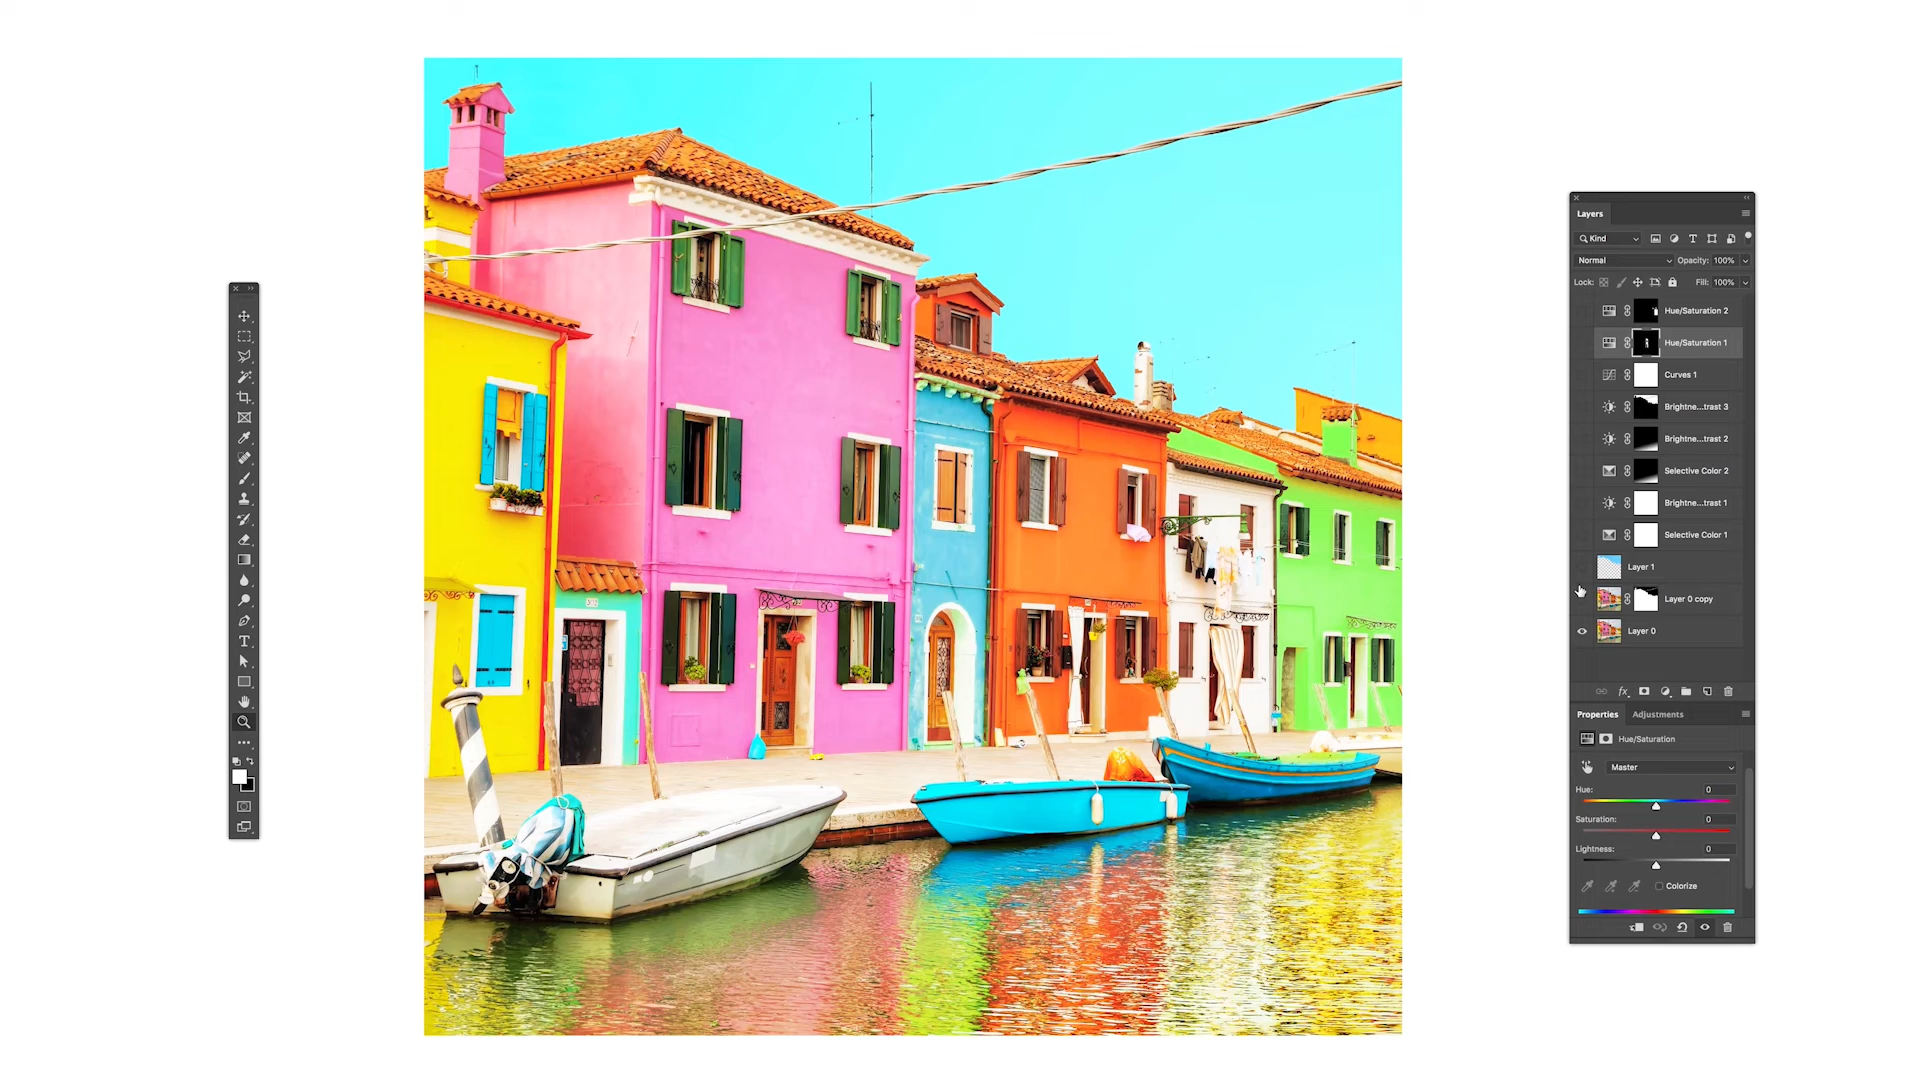 Layers
Kind
Normal Opacity: 100%
Lock: Fill: 100%
Hue/Saturation 2
Hue/Saturation 1
Curves 1
Brightne...trast 3
Brightne...trast 2
Selective Color 2
Brightne...trast 1
Selective Color 1
Layer 1
Layer 0 copy
Layer 0
fx
Properties Adjustments
Hue/Saturation
Master
Hue: 0
Saturation: 0
Lightness: 0
Colorize